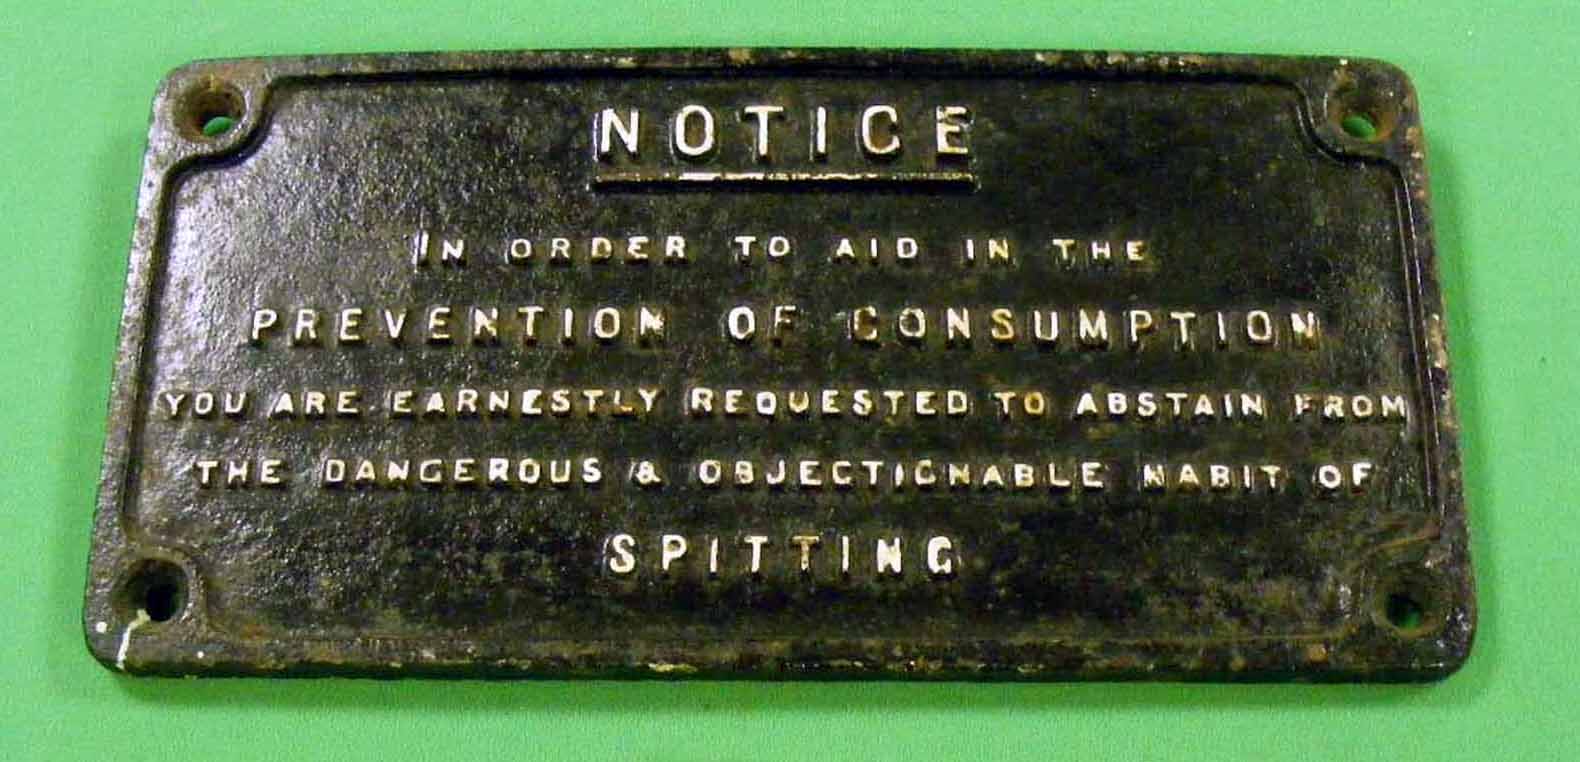 NOTICE
IN ORDER TO AID IN THE
PREVENTION OF CONSUMPTION
YOU ARE EARNESTLY REQUESTED TO ABSTAIN FROM
THE DANGEROUS & OBJECTIONABLE HABIT OF
SPITTING